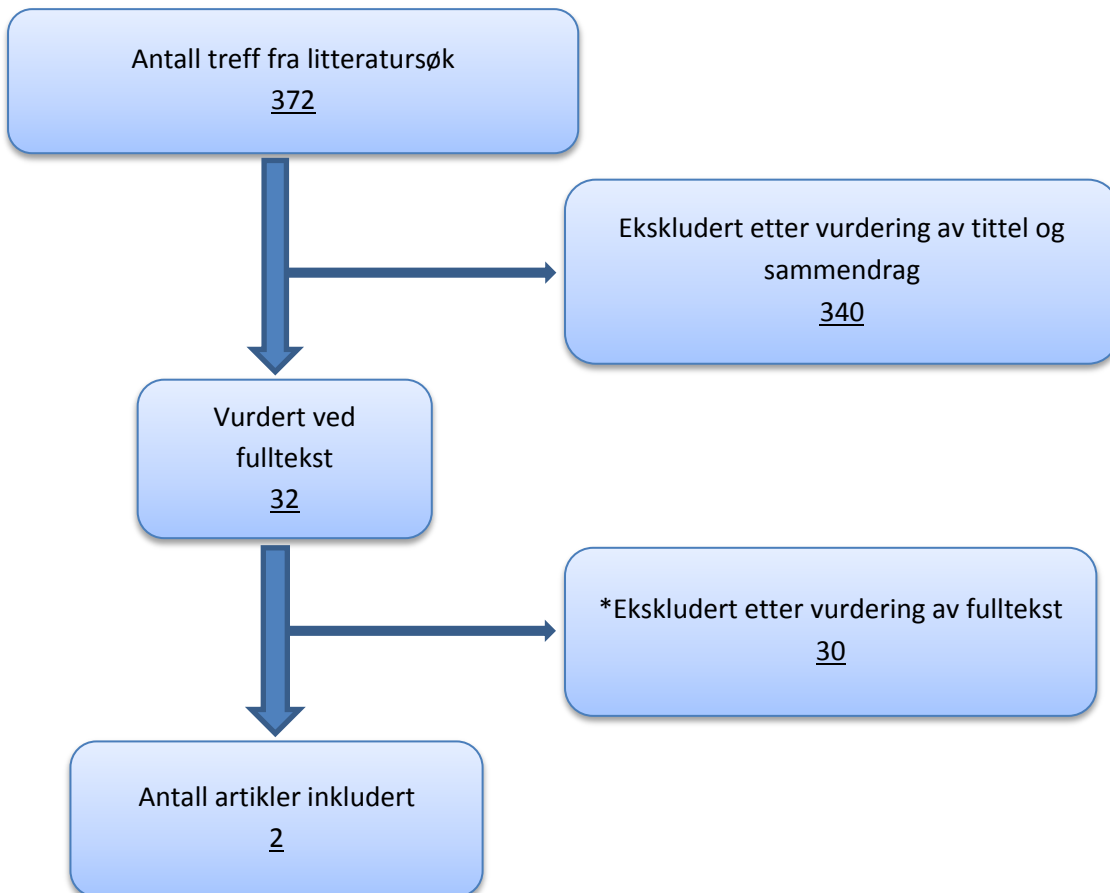 Antall treff fra litteratursøk
372
Ekskludert etter vurdering av tittel og
sammendrag
340
Vurdert ved
fulltekst
32
*Ekskludert etter vurdering av fulltekst
30
Antall artikler inkludert
2